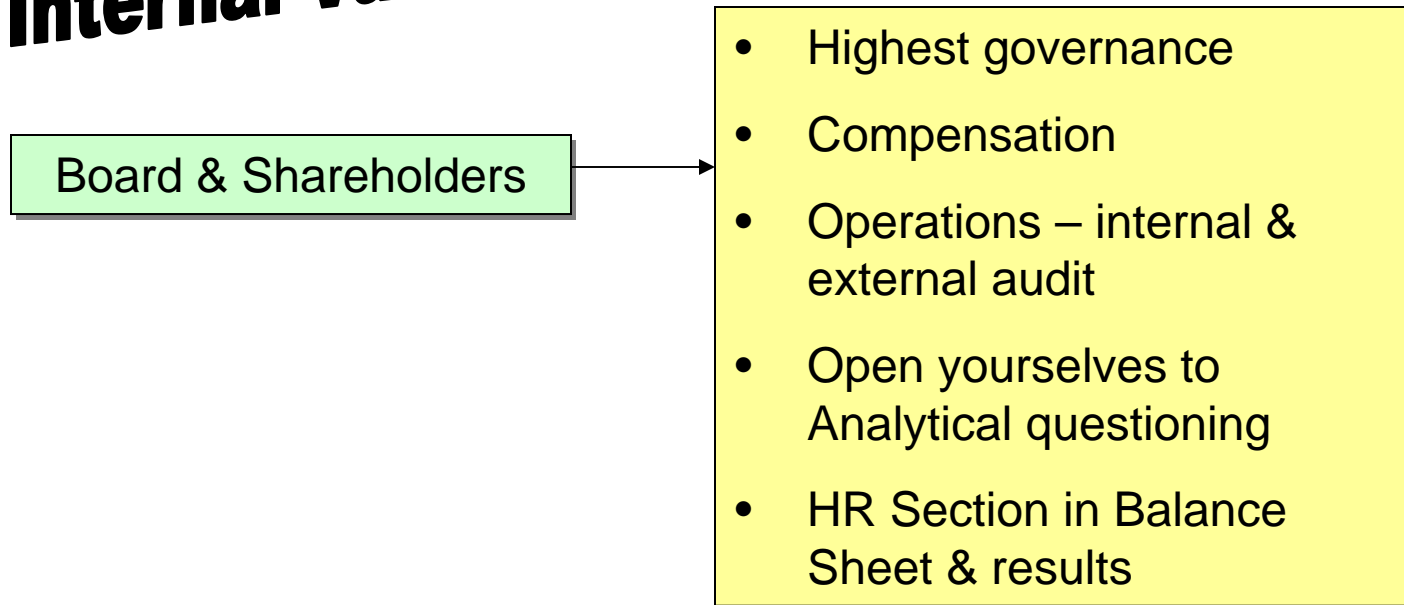 Internal
Board & Shareholders
• Highest governance
• Compensation
• Operations – internal &
external audit
• Open yourselves to
Analytical questioning
• HR Section in Balance
Sheet & results